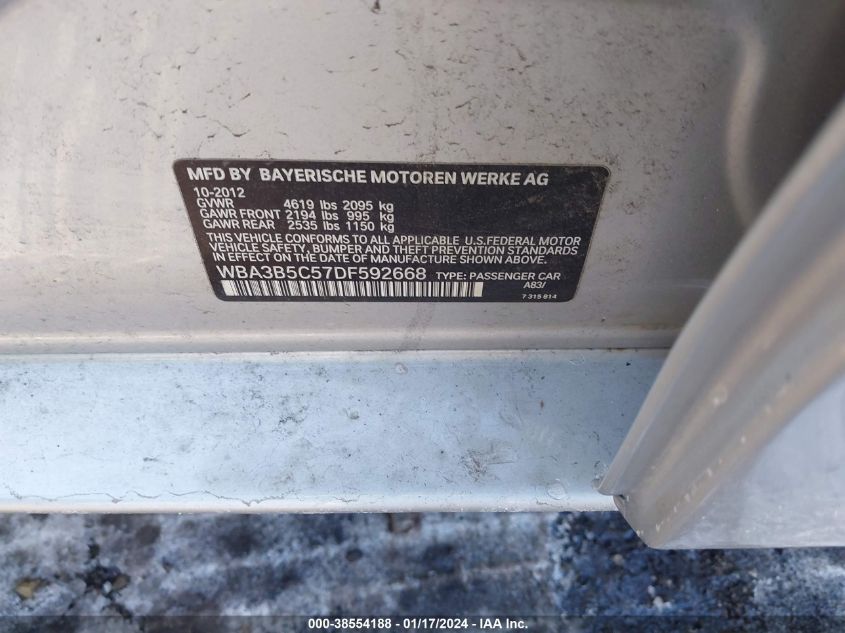 MFD BY BAYERISCHE MOTOREN WERKE AG
10-2012
GVWR 4619 lbs 2095 kg
GAWR FRONT 2194 lbs 995 kg
GAWR REAR 2535 lbs 1150 kg
THIS VEHICLE CONFORMS TO ALL APPLICABLE U.S.FEDERAL MOTOR
VEHICLE SAFETY, BUMPER AND THEFT PREVENTION STANDARDS
IN EFFECT ON THE DATE OF MANUFACTURE SHOWN ABOVE.
WBA3B5C57DF592668 TYPE: PASSENGER CAR
A83/
7 315 814
000-38554188 - 01/17/2024 - IAA Inc.